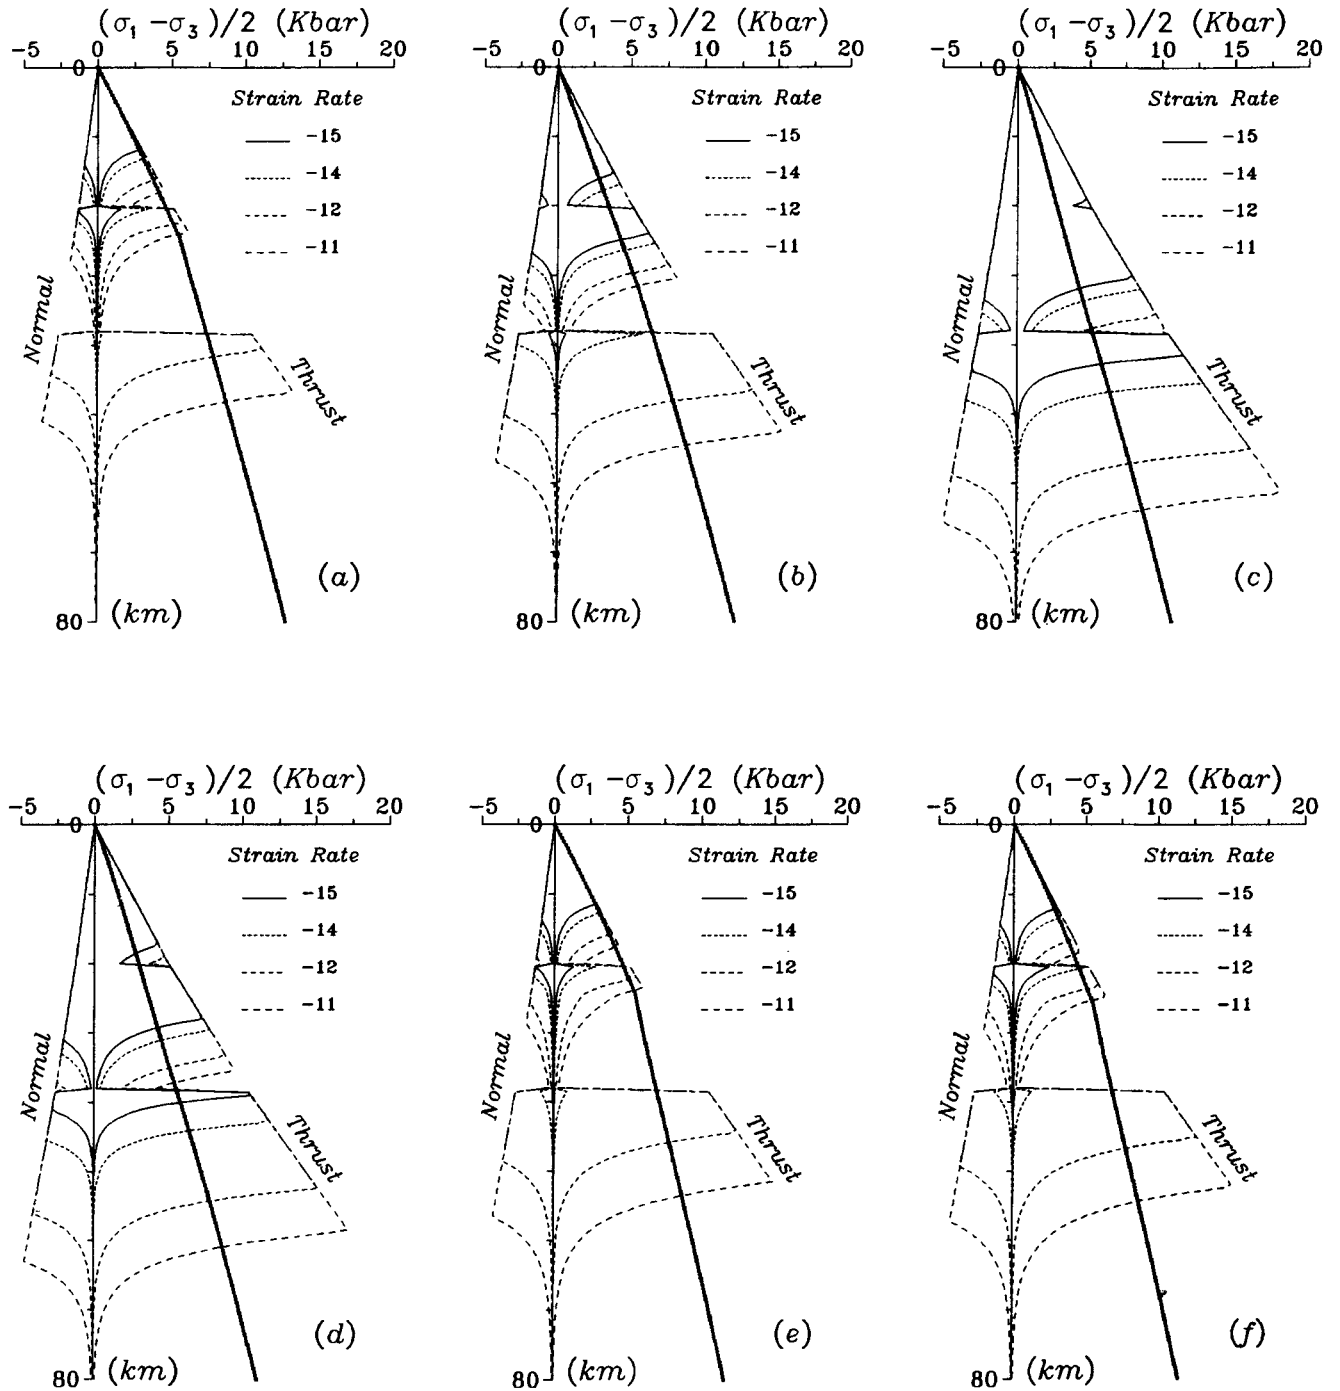 (σ₁ −σ₃)/2 (Kbar)
−5 0 5 10 15 20
0
Strain Rate
−15
−14
−12
−11
Normal
Thrust
(a)
80 (km)
(σ₁ −σ₃)/2 (Kbar)
−5 0 5 10 15 20
0
Strain Rate
−15
−14
−12
−11
Normal
Thrust
(b)
80 (km)
(σ₁ −σ₃)/2 (Kbar)
−5 0 5 10 15 20
0
Strain Rate
−15
−14
−12
−11
Normal
Thrust
(c)
80 (km)
(σ₁ −σ₃)/2 (Kbar)
−5 0 5 10 15 20
0
Strain Rate
−15
−14
−12
−11
Normal
Thrust
(d)
80 (km)
(σ₁ −σ₃)/2 (Kbar)
−5 0 5 10 15 20
0
Strain Rate
−15
−14
−12
−11
Normal
Thrust
(e)
80 (km)
(σ₁ −σ₃)/2 (Kbar)
−5 0 5 10 15 20
0
Strain Rate
−15
−14
−12
−11
Normal
Thrust
(f)
80 (km)